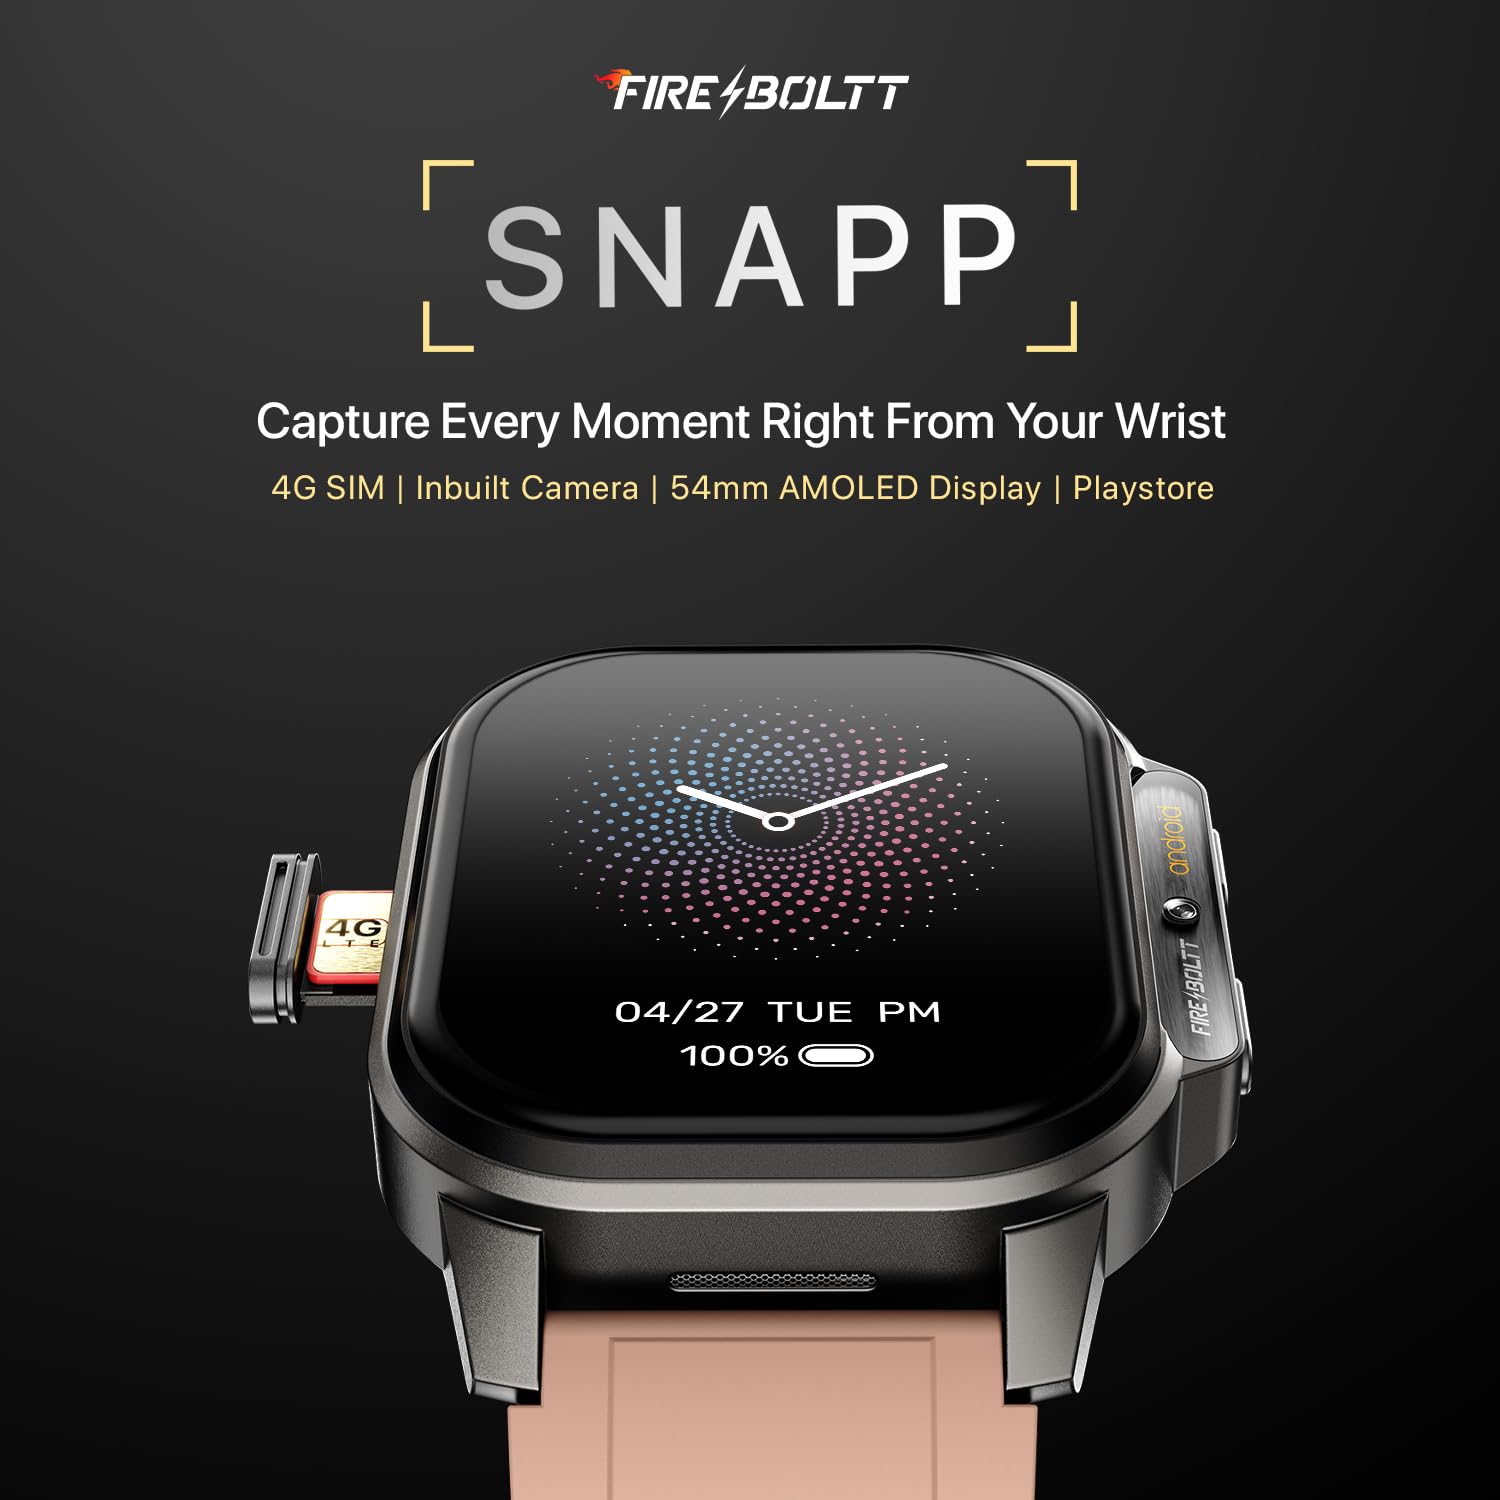 FIRE BOLTT
SNAPP
Capture Every Moment Right From Your Wrist
4G SIM | Inbuilt Camera | 54mm AMOLED Display | Playstore
android
4G
LTE
FIRE BOLTT
04/27 TUE PM
100%